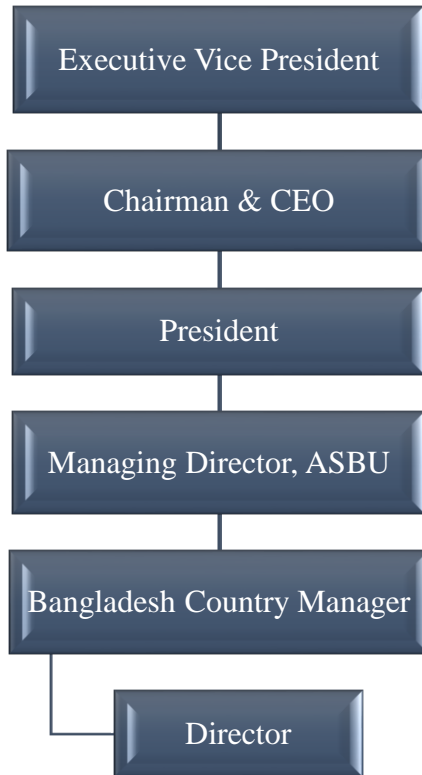 Executive Vice President
Chairman & CEO
President
Managing Director, ASBU
Bangladesh Country Manager
Director